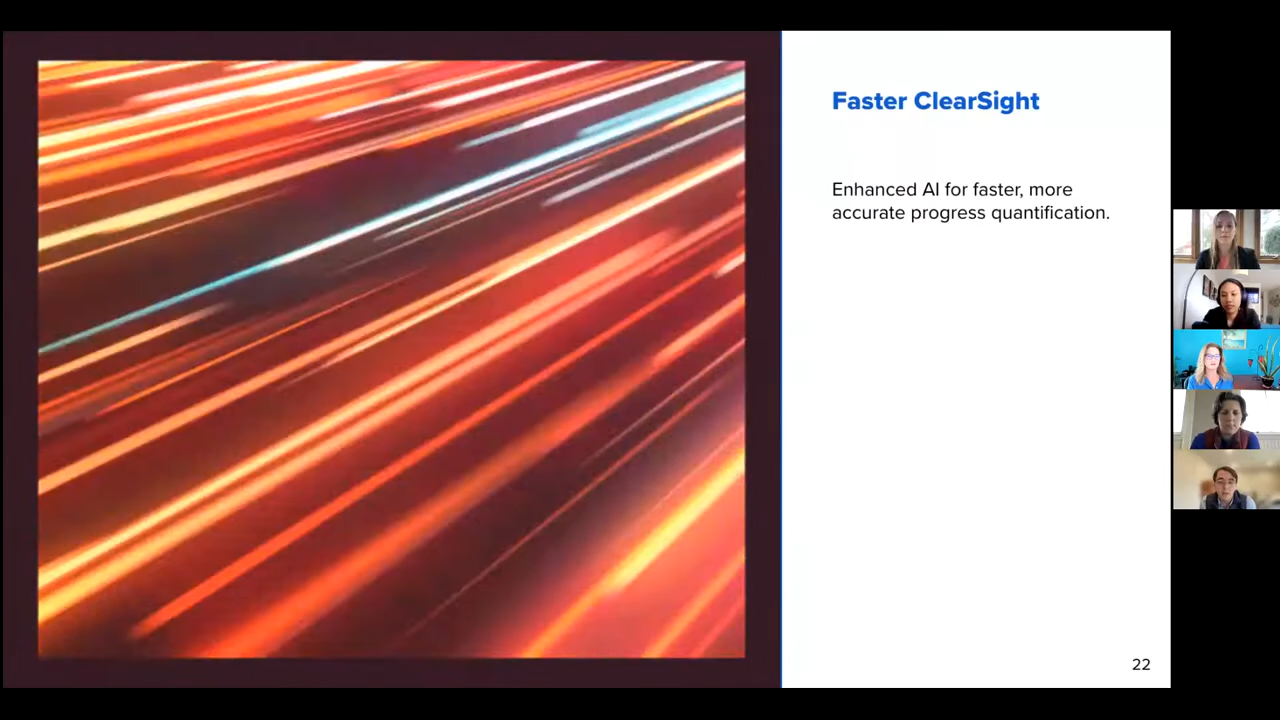 Faster ClearSight
Enhanced AI for faster, more
accurate progress quantification.
22